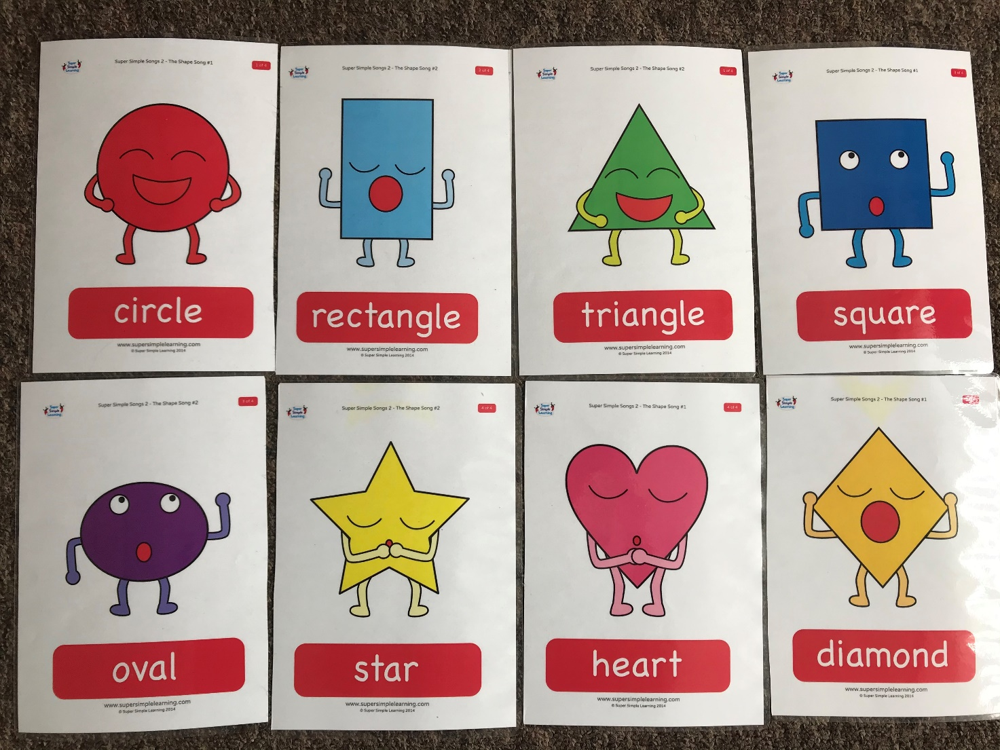 Super Simple Learning
Super Simple Songs 2 - The Shape Song #1
1 of 4
circle
www.supersimplelearning.com
© Super Simple Learning 2014
Super Simple Learning
Super Simple Songs 2 - The Shape Song #2
2 of 4
rectangle
www.supersimplelearning.com
© Super Simple Learning 2014
Super Simple Learning
Super Simple Songs 2 - The Shape Song #2
1 of 4
triangle
www.supersimplelearning.com
© Super Simple Learning 2014
Super Simple Learning
Super Simple Songs 2 - The Shape Song #1
3 of 4
square
www.supersimplelearning.com
© Super Simple Learning 2014
Super Simple Learning
Super Simple Songs 2 - The Shape Song #2
3 of 4
oval
www.supersimplelearning.com
© Super Simple Learning 2014
Super Simple Learning
Super Simple Songs 2 - The Shape Song #2
4 of 4
star
www.supersimplelearning.com
© Super Simple Learning 2014
Super Simple Learning
Super Simple Songs 2 - The Shape Song #1
4 of 4
heart
www.supersimplelearning.com
© Super Simple Learning 2014
Super Simple Learning
Super Simple Songs 2 - The Shape Song #1
diamond
www.supersimplelearning.com
© Super Simple Learning 2014